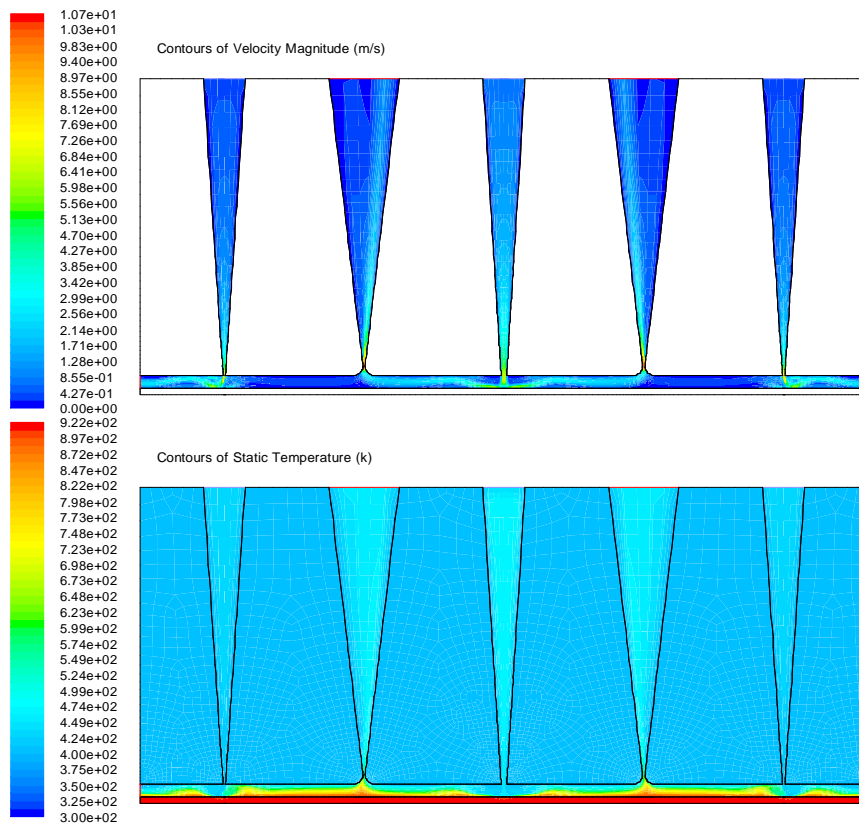 1.07e+01
1.03e+01
9.83e+00
9.40e+00
8.97e+00
8.55e+00
8.12e+00
7.69e+00
7.26e+00
6.84e+00
6.41e+00
5.98e+00
5.56e+00
5.13e+00
4.70e+00
4.27e+00
3.85e+00
3.42e+00
2.99e+00
2.56e+00
2.14e+00
1.71e+00
1.28e+00
8.55e-01
4.27e-01
0.00e+00
Contours of Velocity Magnitude (m/s)
9.22e+02
8.97e+02
8.72e+02
8.47e+02
8.22e+02
7.98e+02
7.73e+02
7.48e+02
7.23e+02
6.98e+02
6.73e+02
6.48e+02
6.23e+02
5.99e+02
5.74e+02
5.49e+02
5.24e+02
4.99e+02
4.74e+02
4.49e+02
4.24e+02
4.00e+02
3.75e+02
3.50e+02
3.25e+02
3.00e+02
Contours of Static Temperature (k)